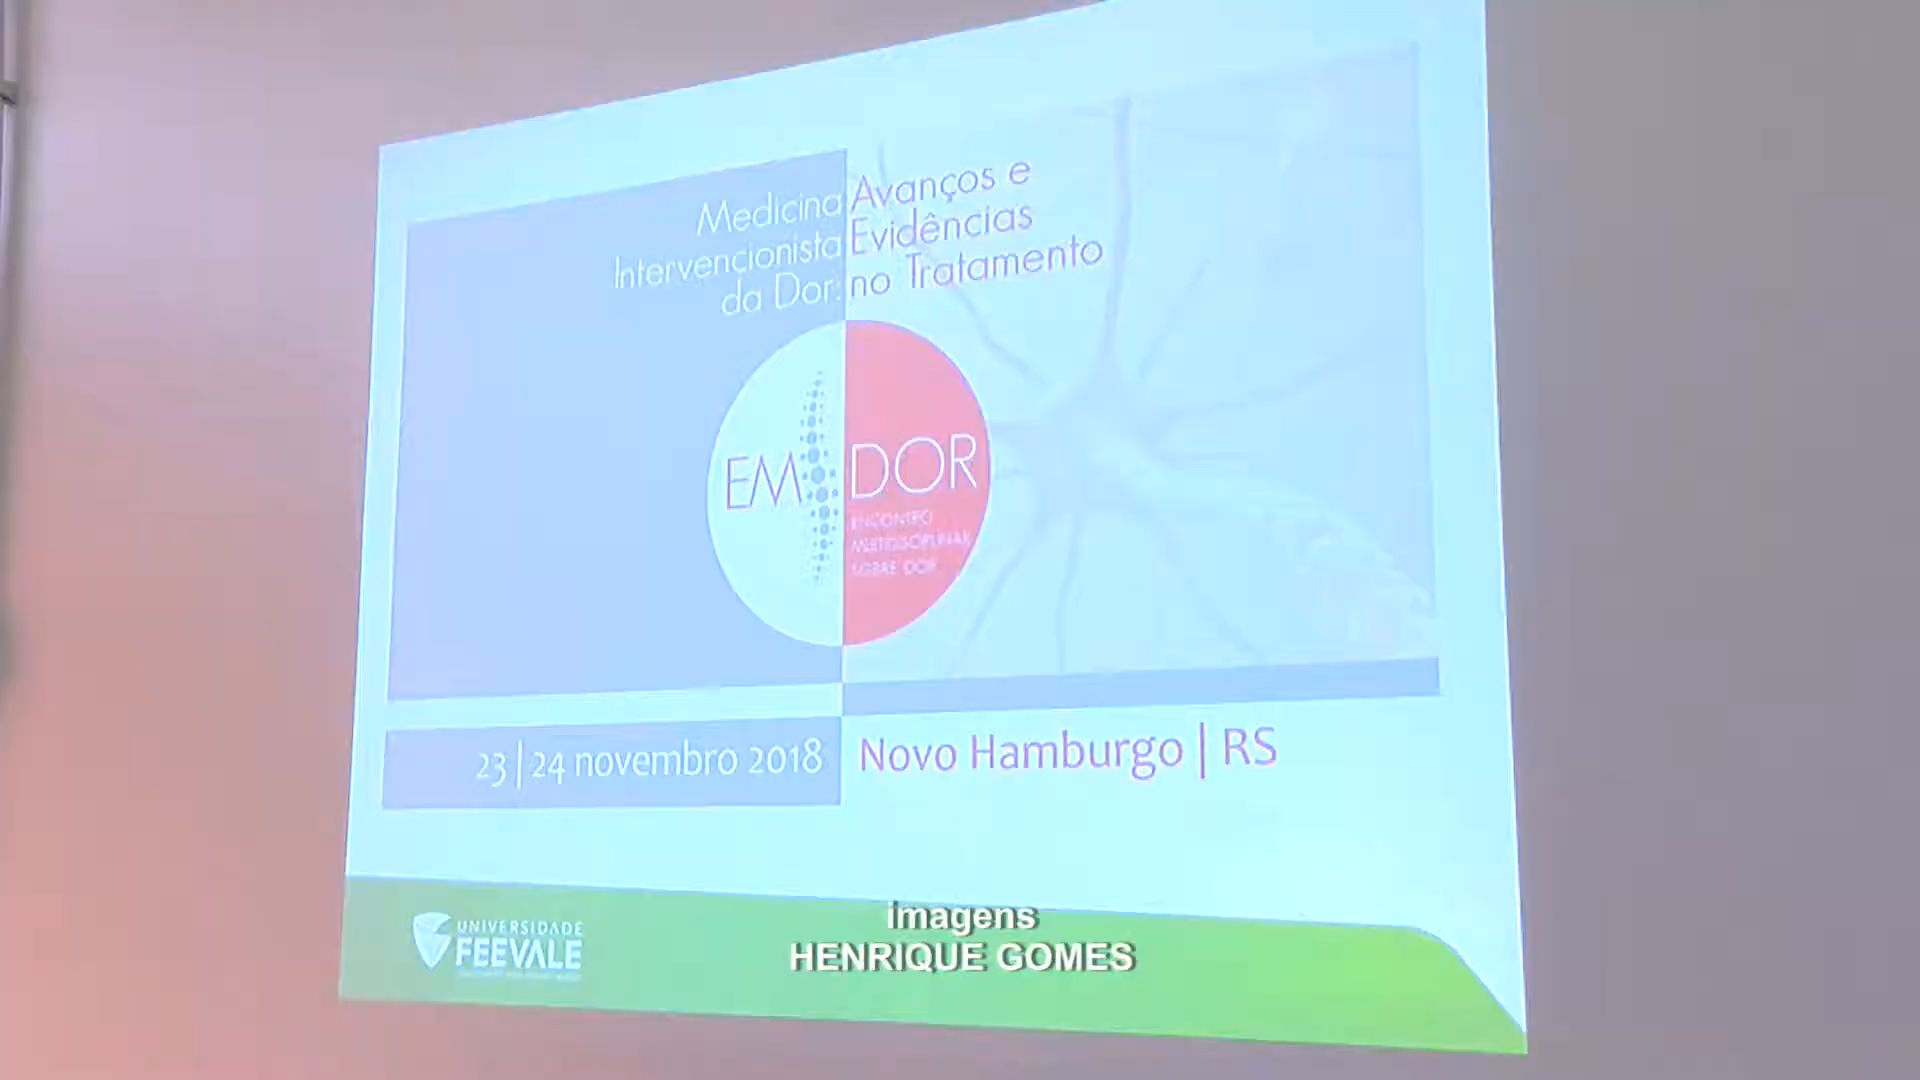 Medicina
Intervencionista
da Dor:
Avanços e
Evidências
no Tratamento
EM DOR
ENCONTRO
MULTIDISCIPLINAR
SOBRE DOR
23 | 24 novembro 2018
Novo Hamburgo | RS
UNIVERSIDADE
FEEVALE
imagens
HENRIQUE GOMES